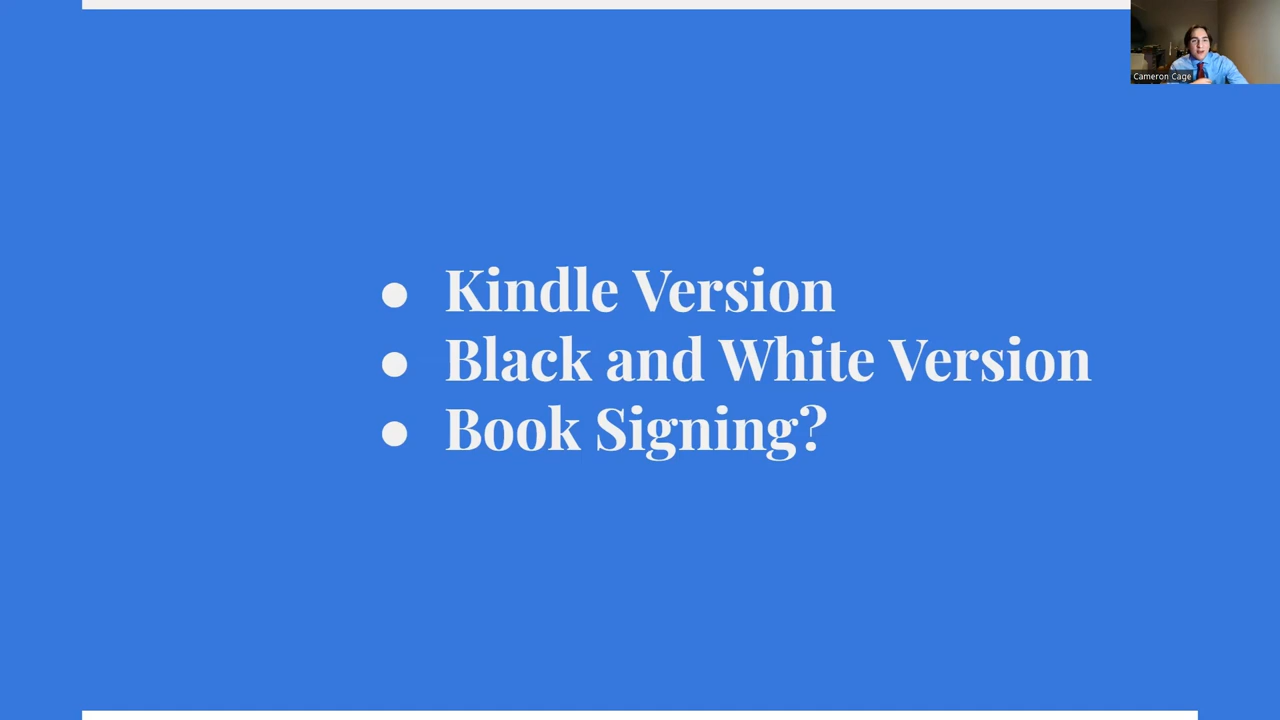 Cameron Cage
● Kindle Version
● Black and White Version
● Book Signing?